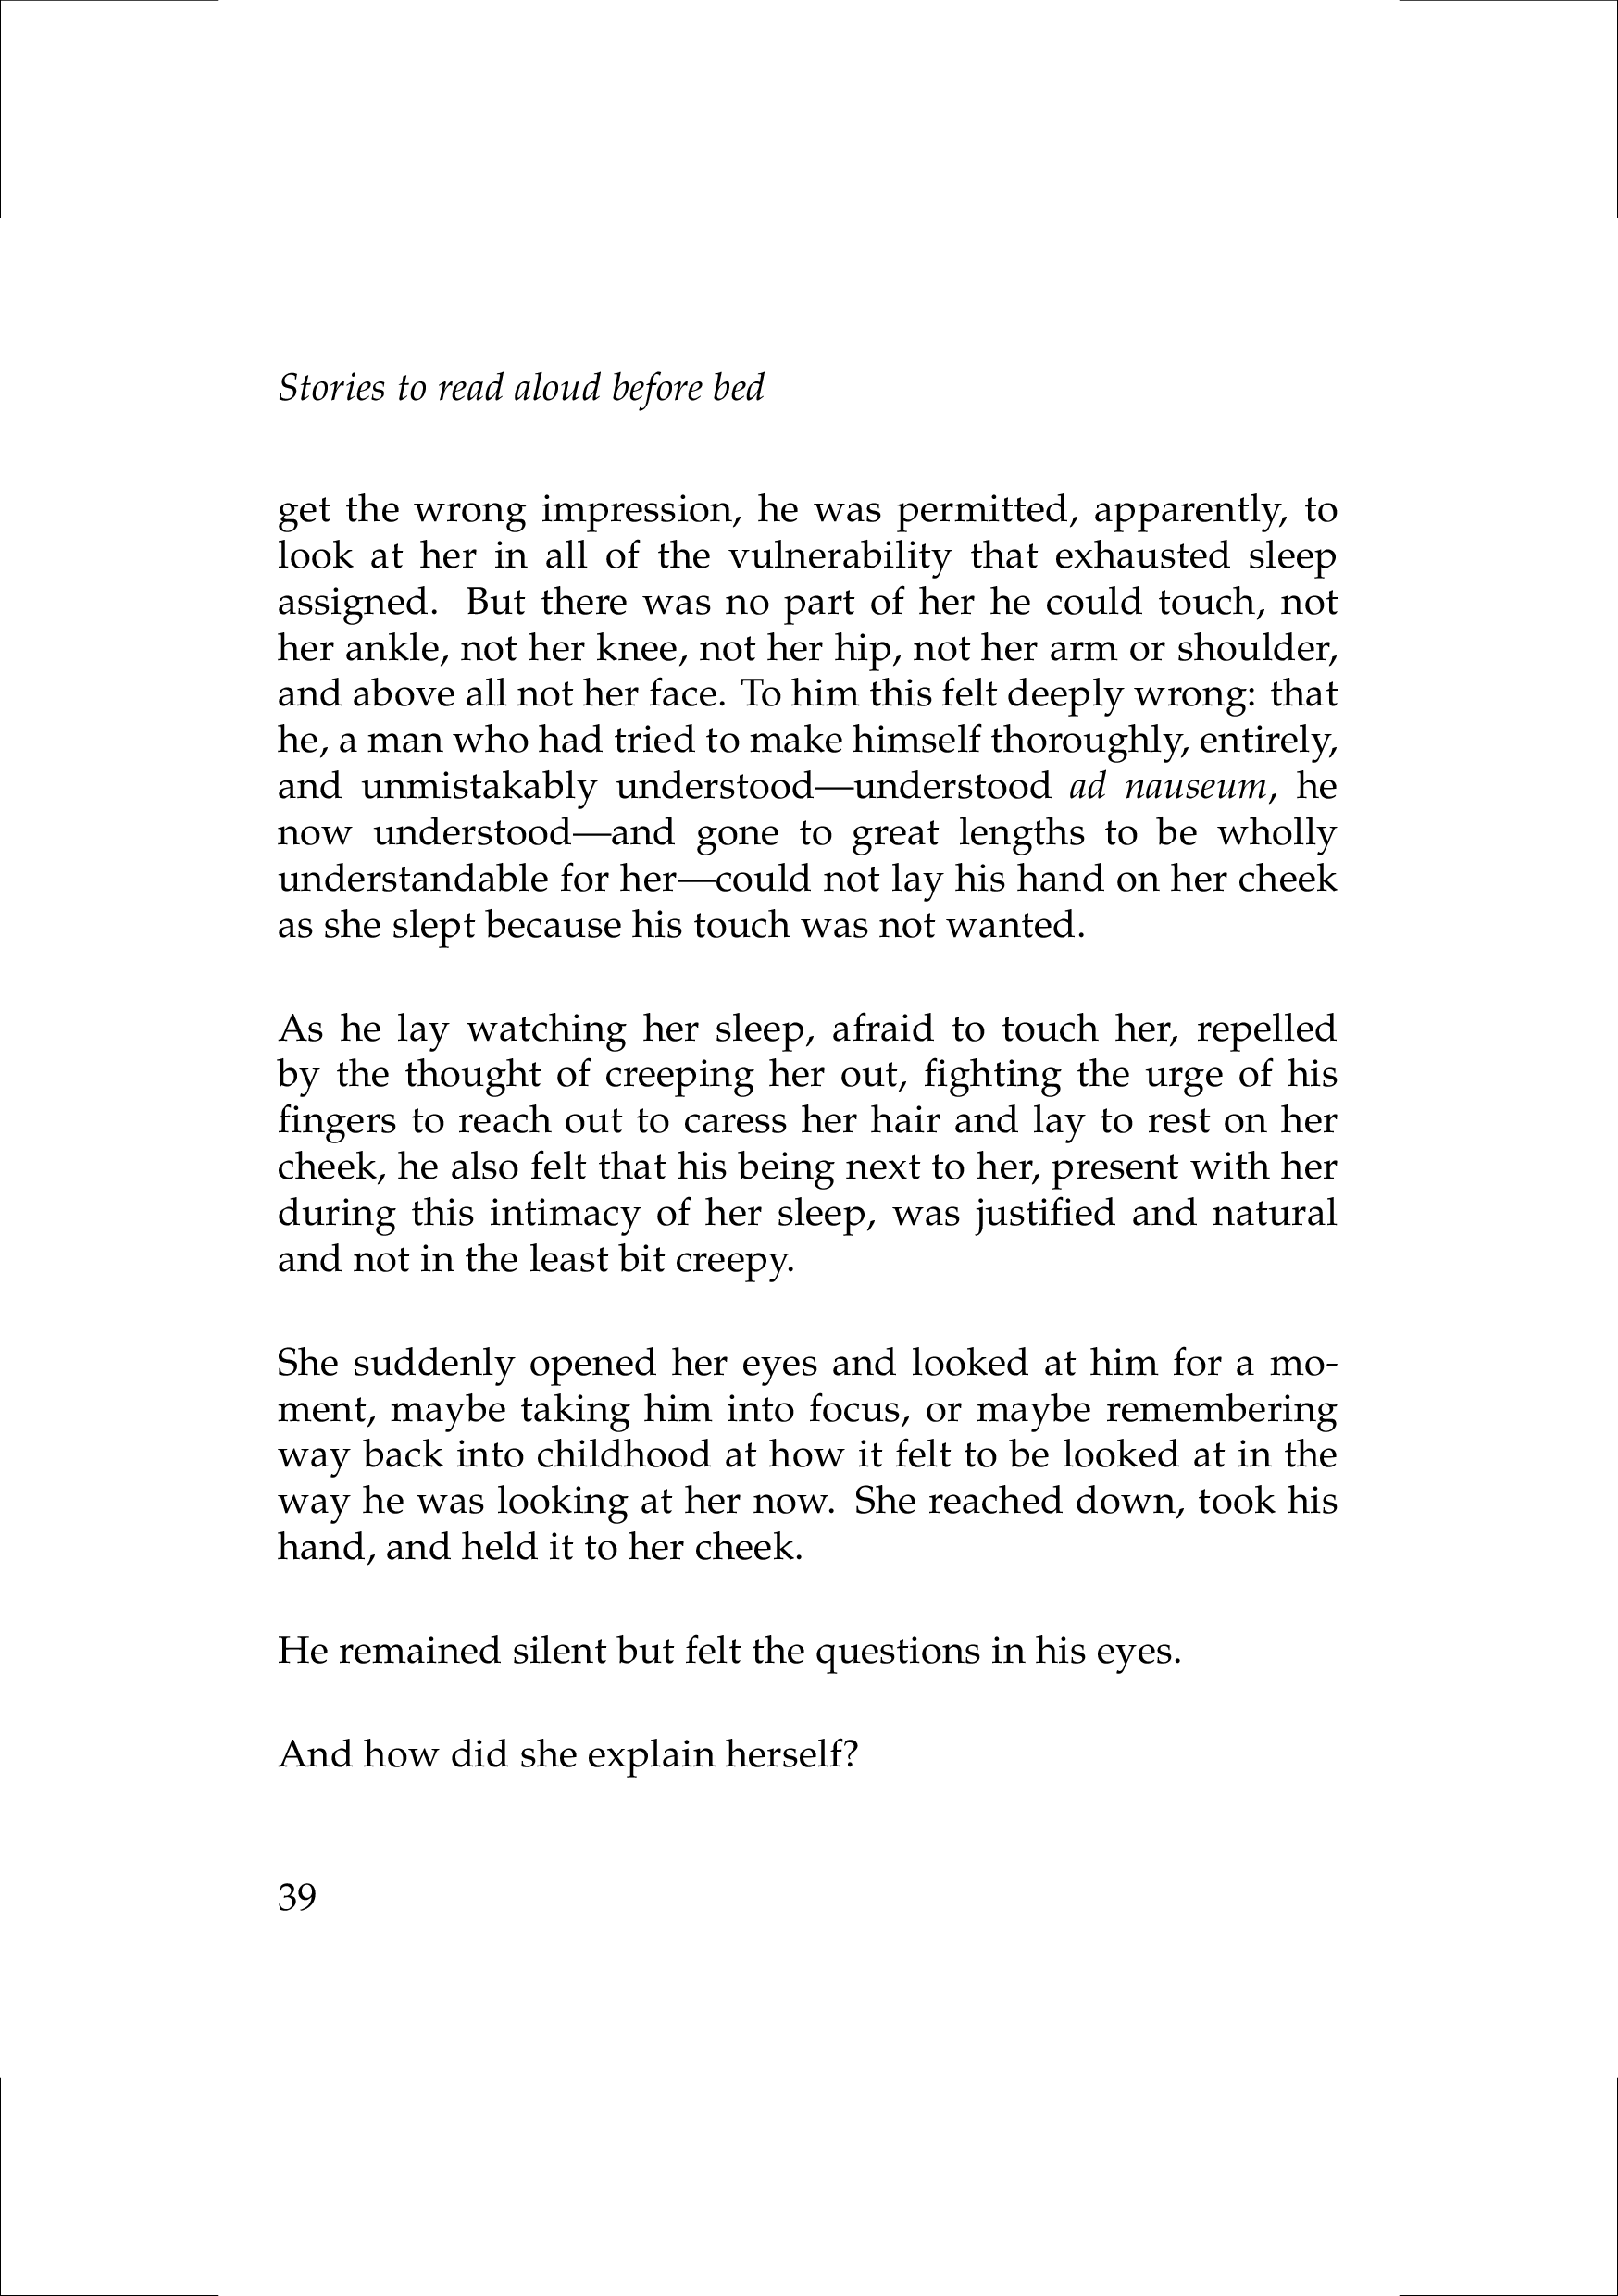 Stories to read aloud before bed
get the wrong impression, he was permitted, apparently, to
look at her in all of the vulnerability that exhausted sleep
assigned. But there was no part of her he could touch, not
her ankle, not her knee, not her hip, not her arm or shoulder,
and above all not her face. To him this felt deeply wrong: that
he, a man who had tried to make himself thoroughly, entirely,
and unmistakably understood—understood ad nauseum, he
now understood—and gone to great lengths to be wholly
understandable for her—could not lay his hand on her cheek
as she slept because his touch was not wanted.
As he lay watching her sleep, afraid to touch her, repelled
by the thought of creeping her out, fighting the urge of his
fingers to reach out to caress her hair and lay to rest on her
cheek, he also felt that his being next to her, present with her
during this intimacy of her sleep, was justified and natural
and not in the least bit creepy.
She suddenly opened her eyes and looked at him for a mo-
ment, maybe taking him into focus, or maybe remembering
way back into childhood at how it felt to be looked at in the
way he was looking at her now. She reached down, took his
hand, and held it to her cheek.
He remained silent but felt the questions in his eyes.
And how did she explain herself?
39